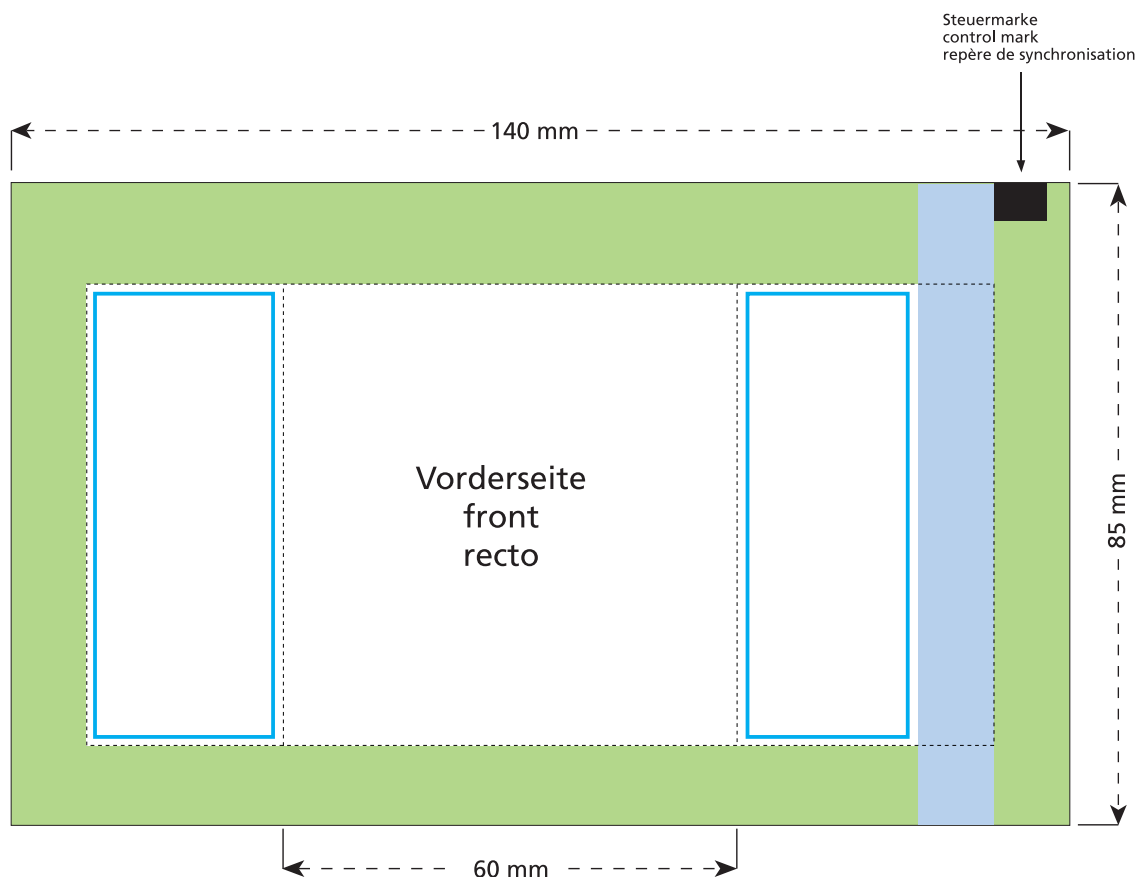 Steuermarke
control mark
repère de synchronisation
140 mm
Vorderseite
front
recto
85 mm
60 mm